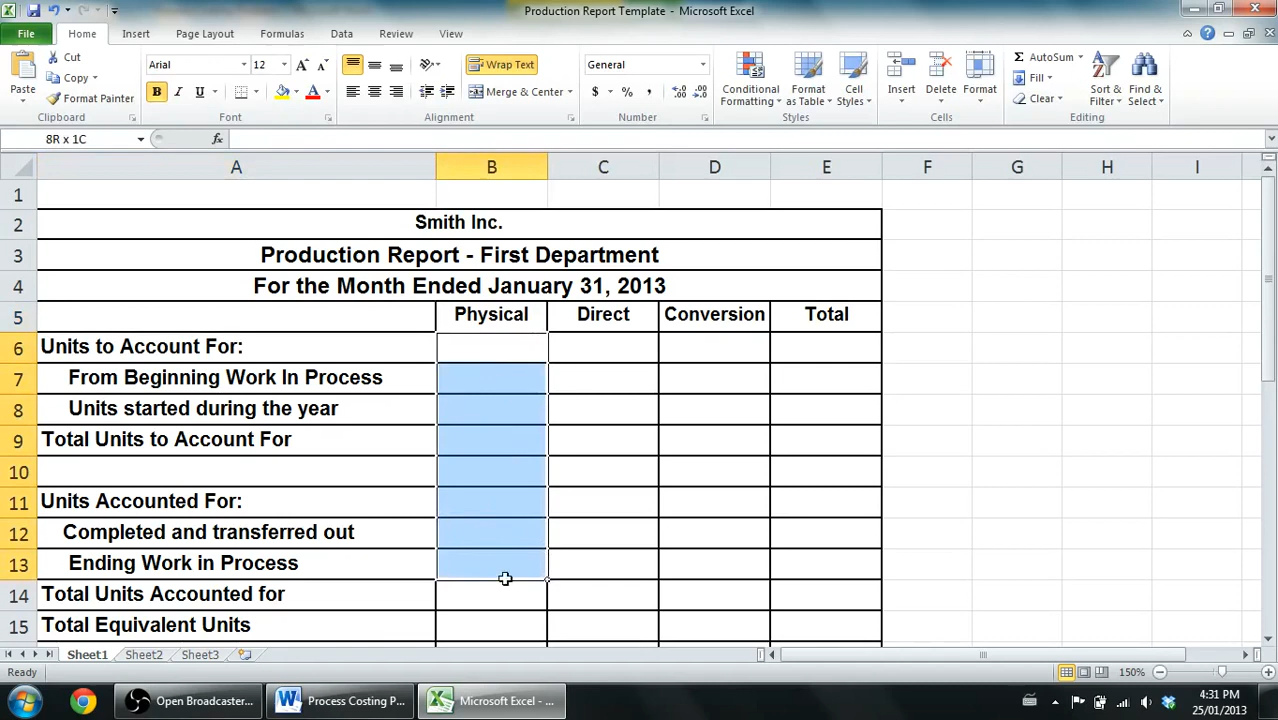 Production Report Template - Microsoft Excel
File Home Insert Page Layout Formulas Data Review View
Paste
Cut
Copy
Format Painter
Clipboard
Arial 12
B I U A
Font
Wrap Text
Merge & Center
Alignment
General
$ % ,
Number
Conditional Formatting
Format as Table
Cell Styles
Styles
Insert Delete Format
Cells
AutoSum
Fill
Clear
Sort & Filter
Find & Select
Editing
8R x 1C fx
A B C D E F G H I
1
2 Smith Inc.
3 Production Report - First Department
4 For the Month Ended January 31, 2013
5 Physical Direct Conversion Total
6 Units to Account For:
7 From Beginning Work In Process
8 Units started during the year
9 Total Units to Account For
10
11 Units Accounted For:
12 Completed and transferred out
13 Ending Work in Process
14 Total Units Accounted for
15 Total Equivalent Units
Sheet1 Sheet2 Sheet3
Ready 150%
Open Broadcaster... Process Costing P... Microsoft Excel - ... 4:31 PM
25/01/2013